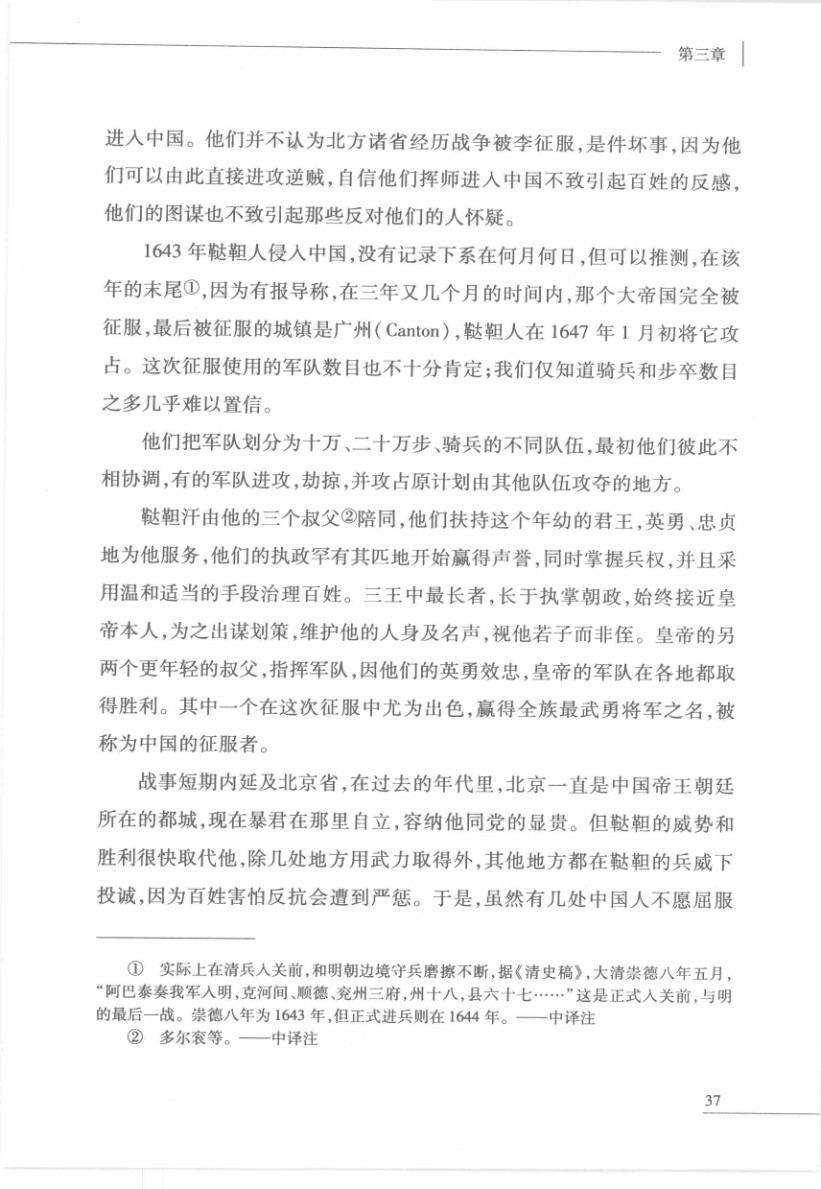 第三章
进入中国。他们并不认为北方诸省经历战争被李征服,是件坏事,因为他
们可以由此直接进攻逆贼,自信他们挥师进入中国不致引起百姓的反感,
他们的图谋也不致引起那些反对他们的人怀疑。
1643 年鞑靼人侵入中国,没有记录下系在何月何日,但可以推测,在该
年的末尾①,因为有报导称,在三年又几个月的时间内,那个大帝国完全被
征服,最后被征服的城镇是广州(Canton),鞑靼人在 1647 年 1 月初将它攻
占。这次征服使用的军队数目也不十分肯定;我们仅知道骑兵和步卒数目
之多几乎难以置信。
他们把军队划分为十万、二十万步、骑兵的不同队伍,最初他们彼此不
相协调,有的军队进攻,劫掠,并攻占原计划由其他队伍攻夺的地方。
鞑靼汗由他的三个叔父②陪同,他们扶持这个年幼的君王,英勇、忠贞
地为他服务,他们的执政罕有其匹地开始赢得声誉,同时掌握兵权,并且采
用温和适当的手段治理百姓。三王中最长者,长于执掌朝政,始终接近皇
帝本人,为之出谋划策,维护他的人身及名声,视他若子而非侄。皇帝的另
两个更年轻的叔父,指挥军队,因他们的英勇效忠,皇帝的军队在各地都取
得胜利。其中一个在这次征服中尤为出色,赢得全族最武勇将军之名,被
称为中国的征服者。
战事短期内延及北京省,在过去的年代里,北京一直是中国帝王朝廷
所在的都城,现在暴君在那里自立,容纳他同党的显贵。但鞑靼的威势和
胜利很快取代他,除几处地方用武力取得外,其他地方都在鞑靼的兵威下
投诚,因为百姓害怕反抗会遭到严惩。于是,虽然有几处中国人不愿屈服
① 实际上在清兵入关前,和明朝边境守兵磨擦不断,据《清史稿》,大清崇德八年五月,
“阿巴泰奏我军入明,克河间、顺德、兖州三府,州十八,县六十七……”这是正式入关前,与明
的最后一战。崇德八年为 1643 年,但正式进兵则在 1644 年。——中译注
② 多尔衮等。——中译注
37